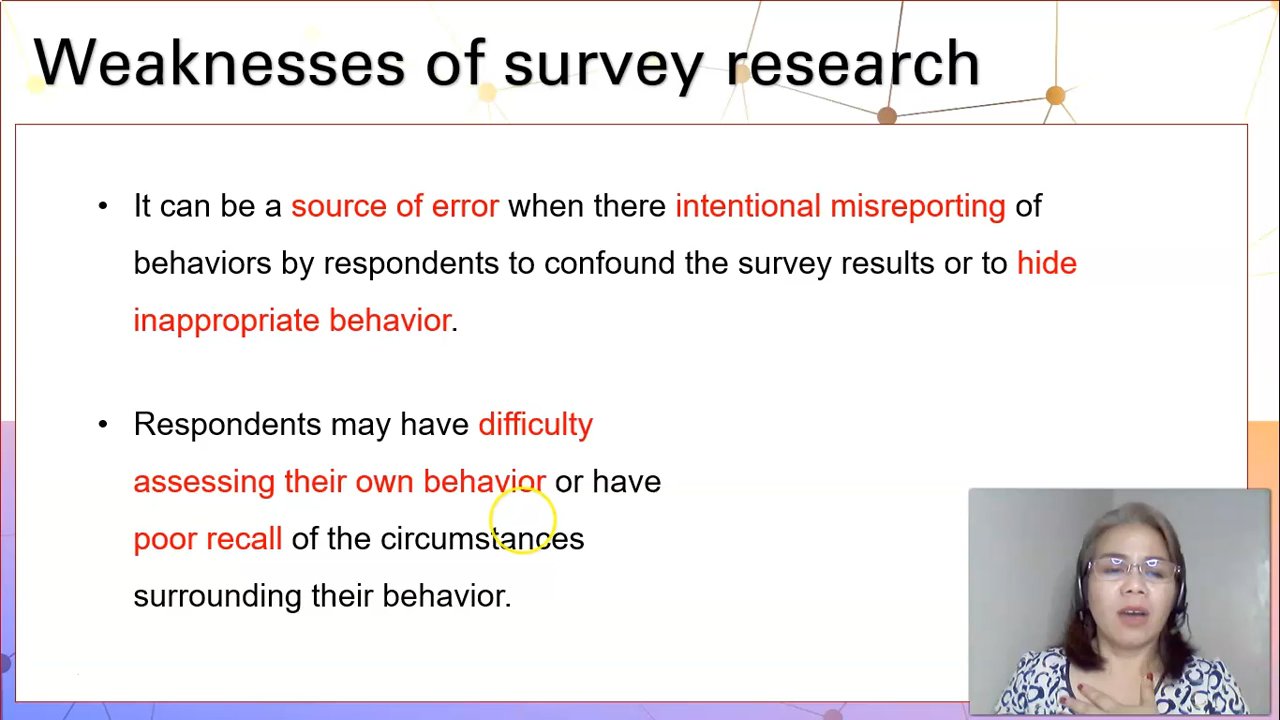 Weaknesses of survey research
• It can be a source of error when there intentional misreporting of
behaviors by respondents to confound the survey results or to hide
inappropriate behavior.
• Respondents may have difficulty
assessing their own behavior or have
poor recall of the circumstances
surrounding their behavior.